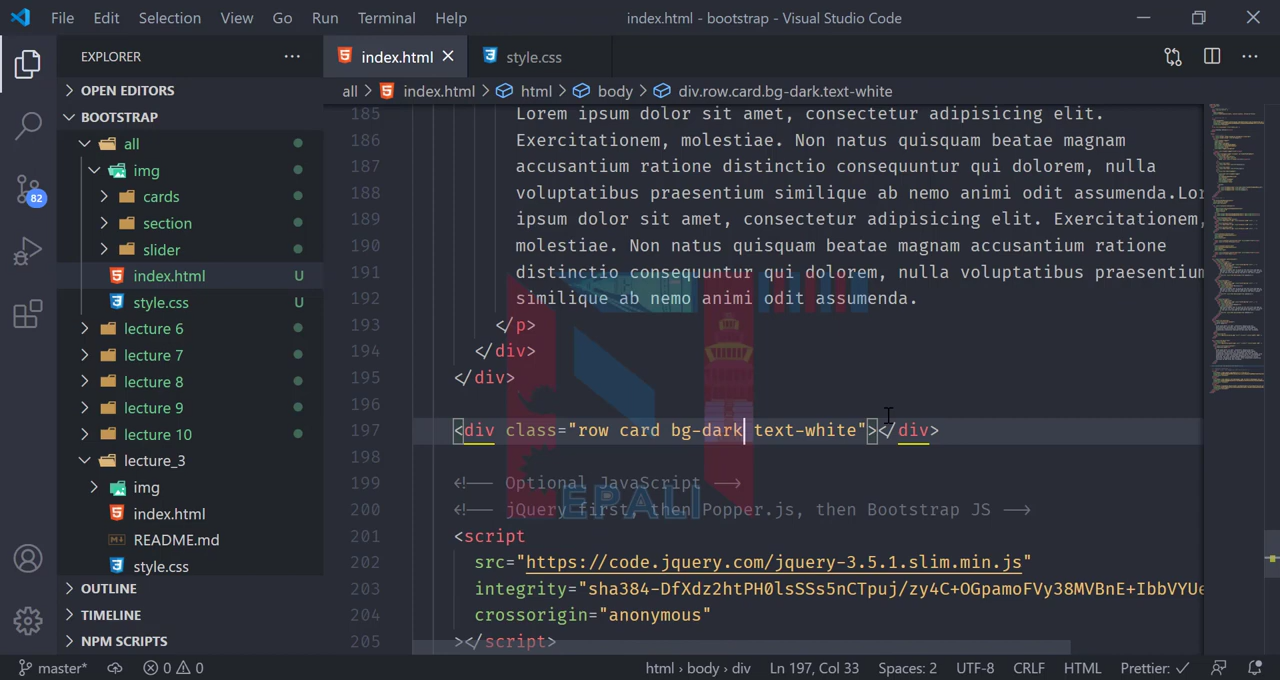 File Edit Selection View Go Run Terminal Help index.html - bootstrap - Visual Studio Code
EXPLORER
index.html
style.css
OPEN EDITORS
all > index.html > html > body > div.row.card.bg-dark.text-white
BOOTSTRAP
all
img
cards
section
slider
index.html U
style.css U
lecture 6
lecture 7
lecture 8
lecture 9
lecture 10
lecture_3
img
index.html
README.md
style.css
OUTLINE
TIMELINE
NPM SCRIPTS
82
185 Lorem ipsum dolor sit amet, consectetur adipisicing elit.
186 Exercitationem, molestiae. Non natus quisquam beatae magnam
187 accusantium ratione distinctio consequuntur qui dolorem, nulla
188 voluptatibus praesentium similique ab nemo animi odit assumenda.Lor
189 ipsum dolor sit amet, consectetur adipisicing elit. Exercitationem,
190 molestiae. Non natus quisquam beatae magnam accusantium ratione
191 distinctio consequuntur qui dolorem, nulla voluptatibus praesentium
192 similique ab nemo animi odit assumenda.
193 </p>
194 </div>
195 </div>
196
197 <div class="row card bg-dark text-white"></div>
198
199 <!-- Optional JavaScript -->
200 <!-- jQuery first, then Popper.js, then Bootstrap JS -->
201 <script
202 src="https://code.jquery.com/jquery-3.5.1.slim.min.js"
203 integrity="sha384-DfXdz2htPH0lsSSs5nCTpuj/zy4C+OGpamoFVy38MVBnE+IbbVYUe
204 crossorigin="anonymous"
205 ></script>
EPALI
master* 0 0 html > body > div Ln 197, Col 33 Spaces: 2 UTF-8 CRLF HTML Prettier: ✓